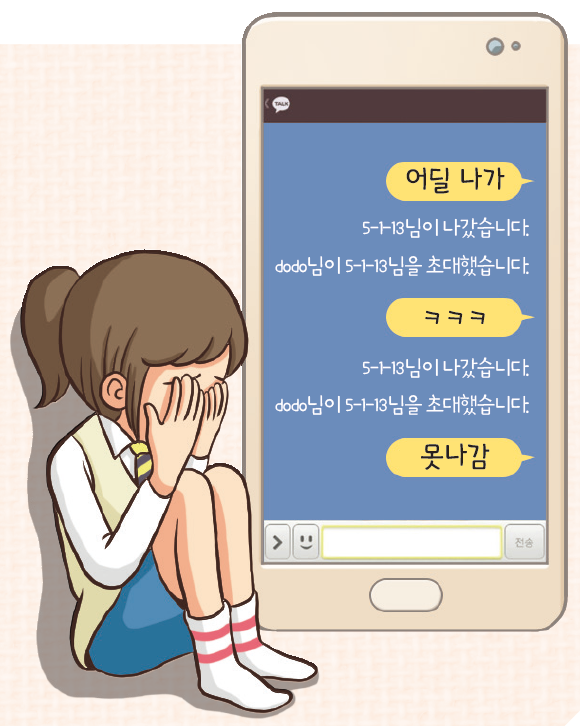 TALK
어딜 나가
5-1-13님이 나갔습니다.
dodo님이 5-1-13님을 초대했습니다.
ㅋㅋㅋ
5-1-13님이 나갔습니다.
dodo님이 5-1-13님을 초대했습니다.
못나감
전송